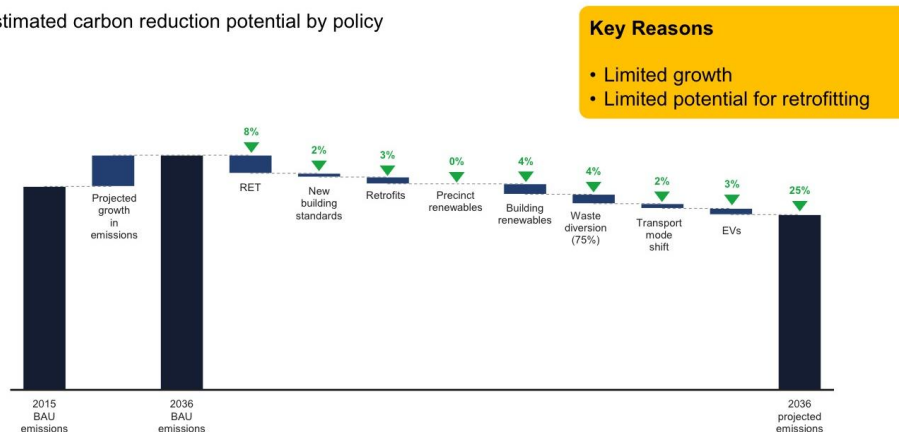 stimated carbon reduction potential by policy
Key Reasons
• Limited growth
• Limited potential for retrofitting
8%
2%
3%
0%
4%
4%
2%
3%
25%
Projected
growth
in
emissions
RET
New
building
standards
Retrofits
Precinct
renewables
Building
renewables
Waste
diversion
(75%)
Transport
mode
shift
EVs
2015
BAU
emissions
2036
BAU
emissions
2036
projected
emissions